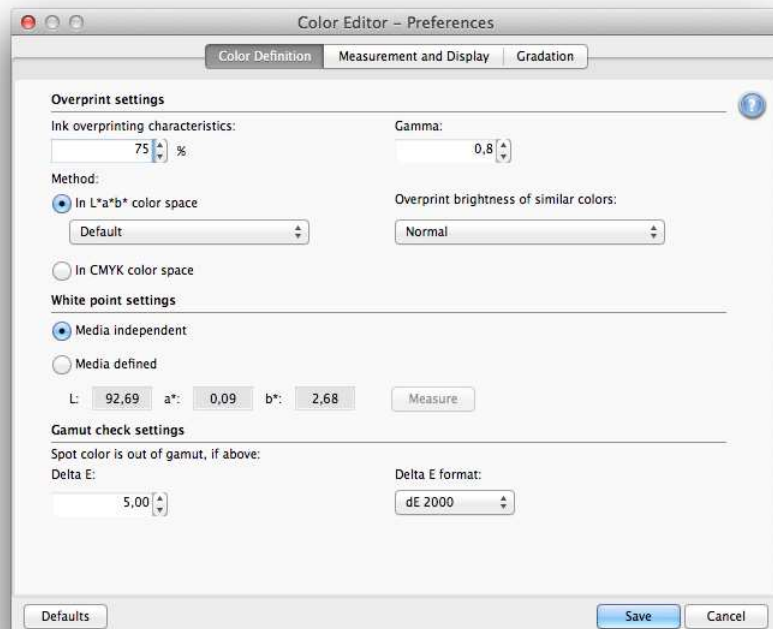 Color Editor – Preferences
Color Definition Measurement and Display Gradation
Overprint settings
?
Ink overprinting characteristics: Gamma:
75 % 0,8
Method:
In L*a*b* color space Overprint brightness of similar colors:
Default Normal
In CMYK color space
White point settings
Media independent
Media defined
L: 92,69 a*: 0,09 b*: 2,68 Measure
Gamut check settings
Spot color is out of gamut, if above:
Delta E: Delta E format:
5,00 dE 2000
Defaults Save Cancel